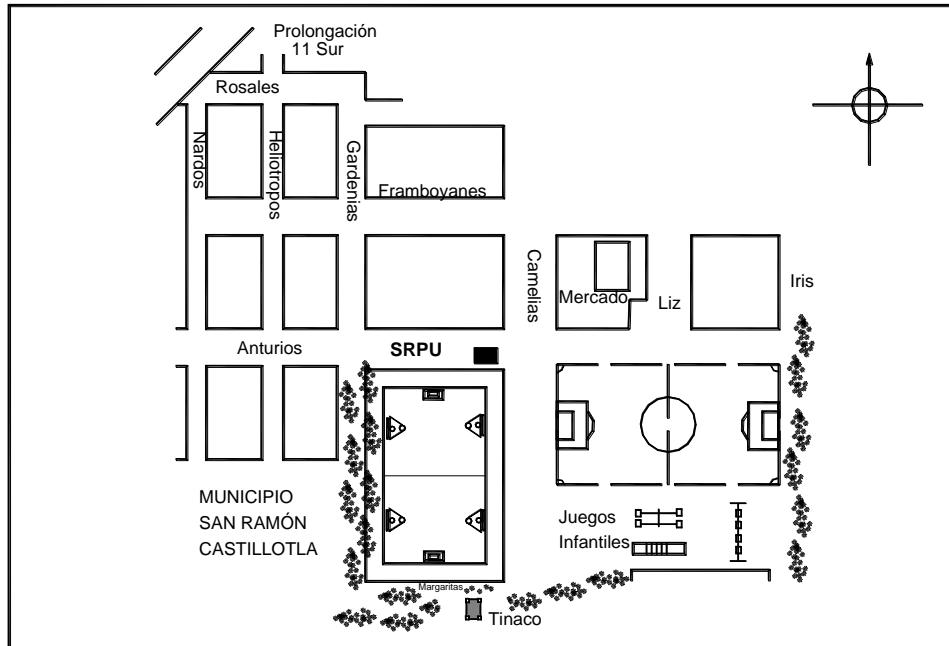 Prolongación
11 Sur
Rosales
Nardos
Heliotropos
Gardenias
Framboyanes
Camelias
Mercado
Liz
Iris
Anturios
SRPU
MUNICIPIO
SAN RAMÓN
CASTILLOTLA
Juegos
Infantiles
Margaritas
Tinaco